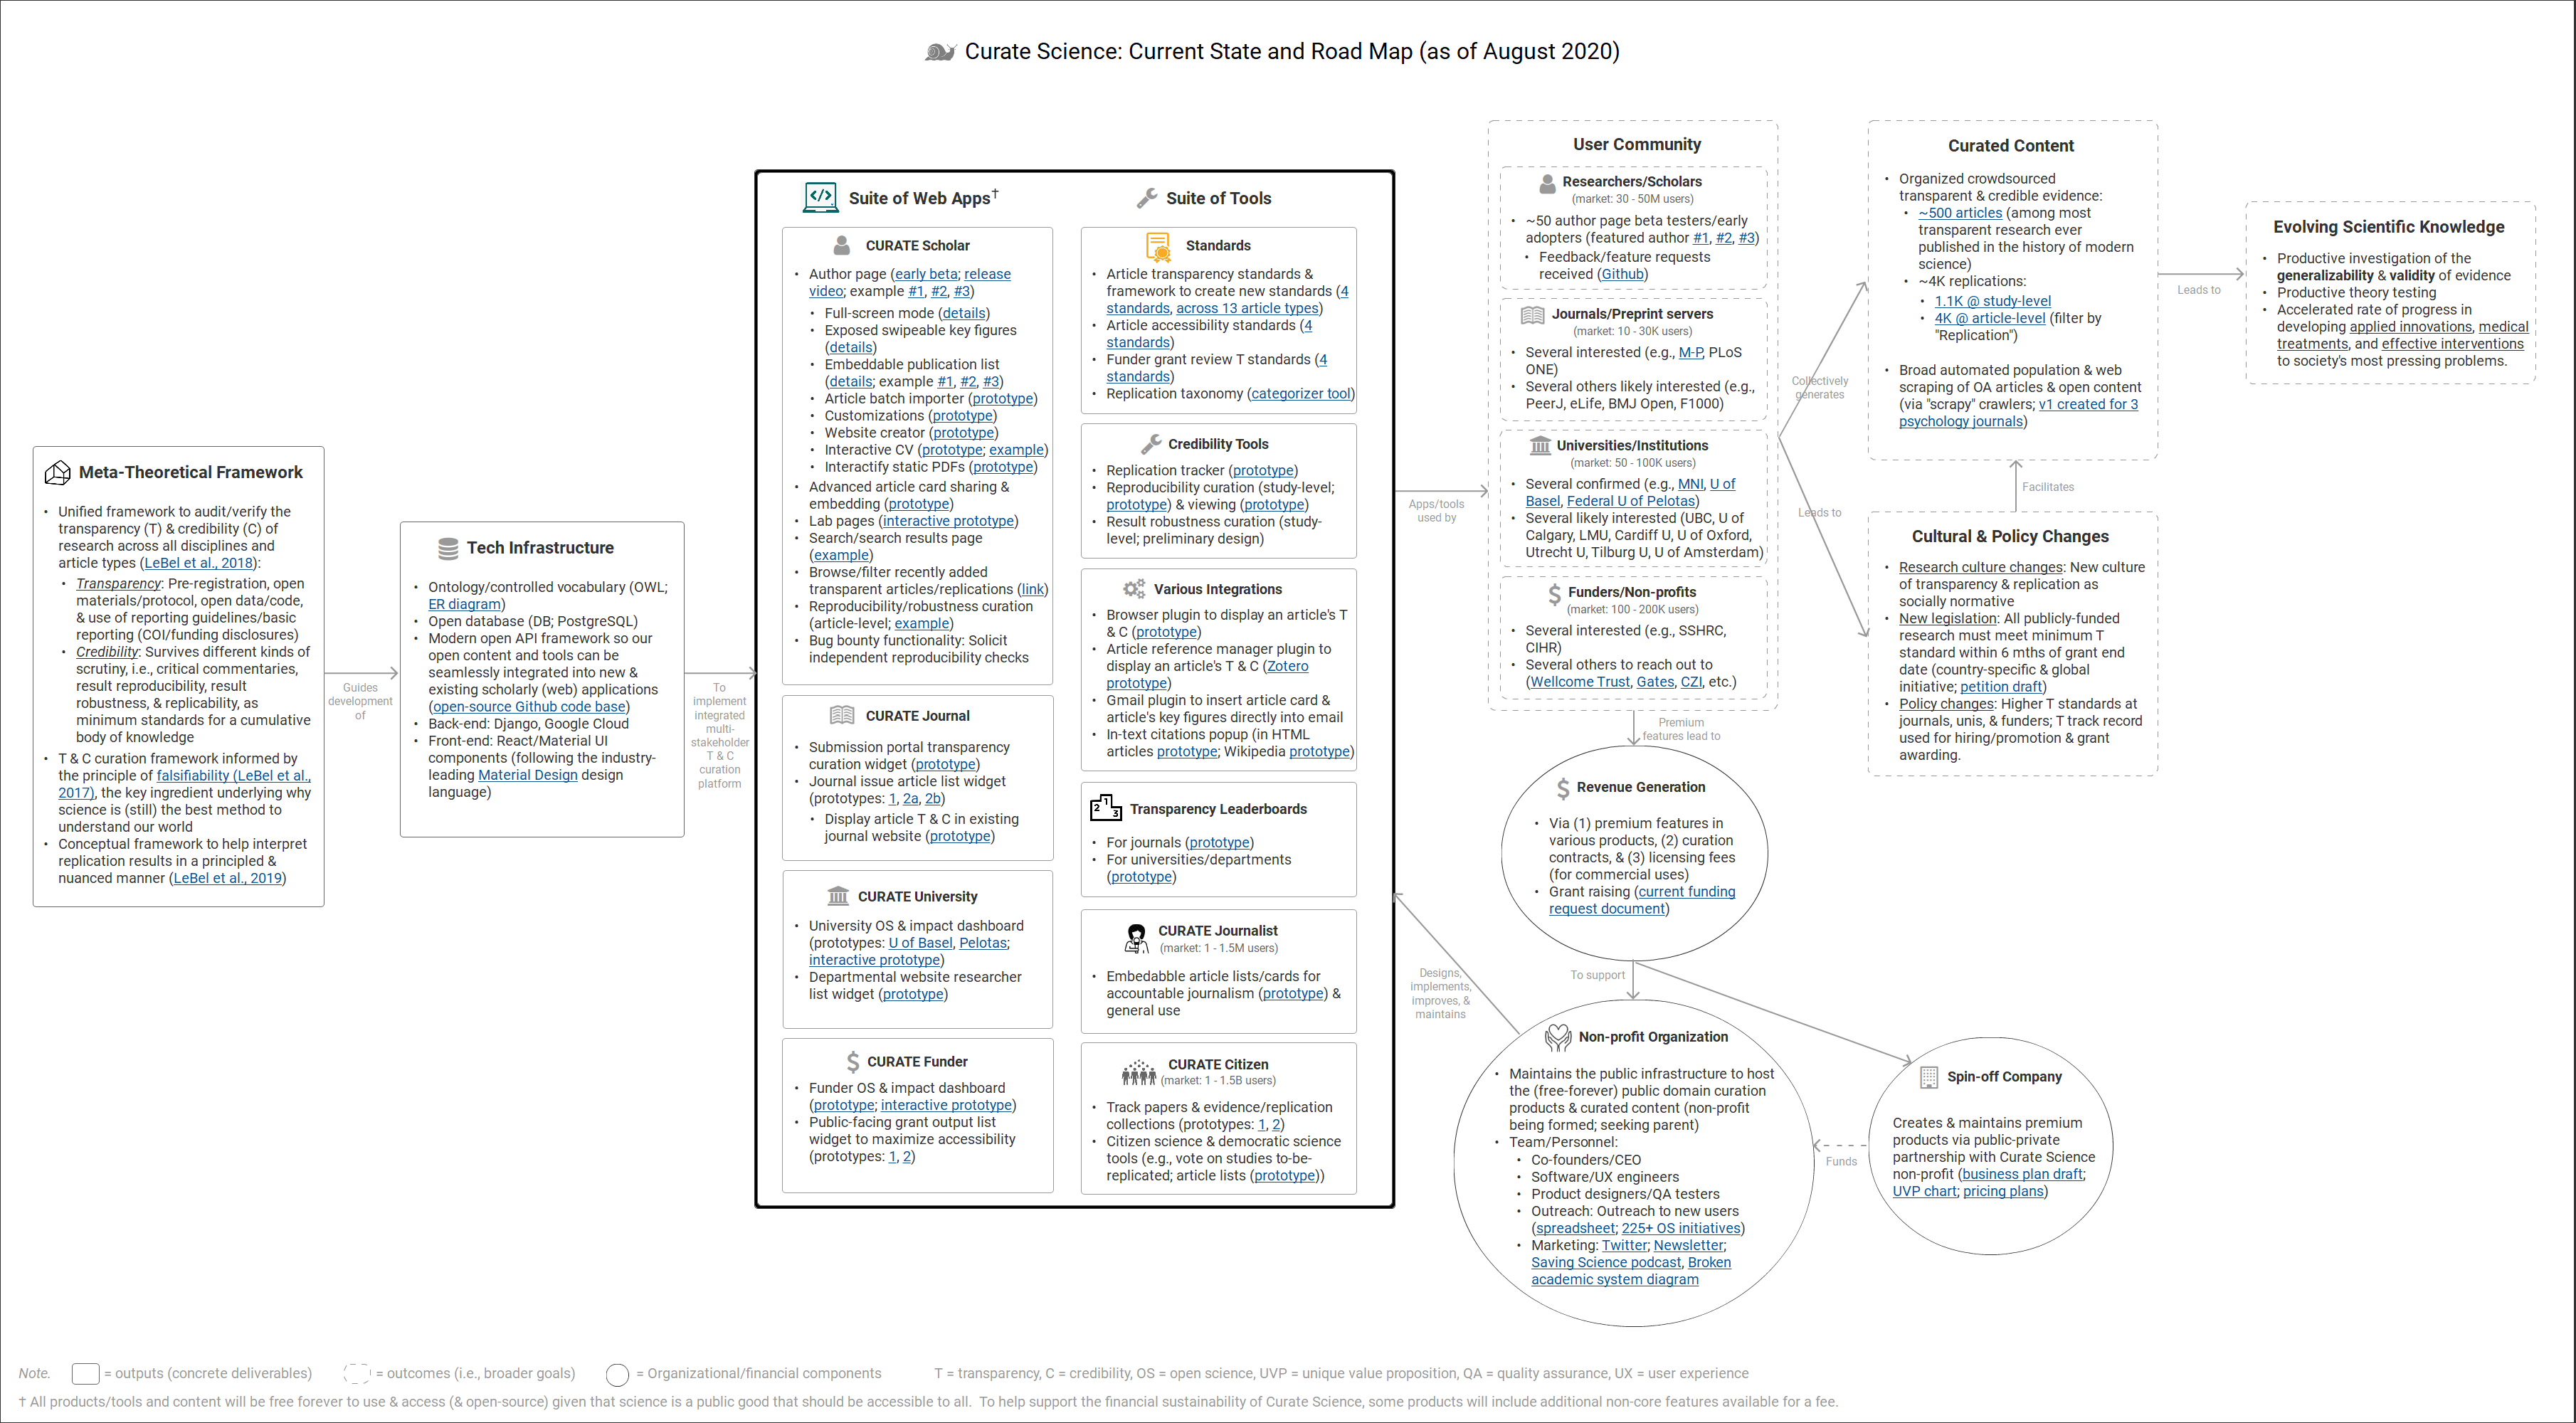 Curate Science: Current State and Road Map (as of August 2020)
Meta-Theoretical Framework
• Unified framework to audit/verify the
transparency (T) & credibility (C) of
research across all disciplines and
article types (LeBel et al., 2018):
• Transparency: Pre-registration, open
materials/protocol, open data/code,
& use of reporting guidelines/basic
reporting (COI/funding disclosures)
• Credibility: Survives different kinds of
scrutiny, i.e., critical commentaries,
result reproducibility, result
robustness, & replicability, as
minimum standards for a cumulative
body of knowledge
• T & C curation framework informed by
the principle of falsifiability (LeBel et al.,
2017), the key ingredient underlying why
science is (still) the best method to
understand our world
• Conceptual framework to help interpret
replication results in a principled &
nuanced manner (LeBel et al., 2019)
Guides
development
of
Tech Infrastructure
• Ontology/controlled vocabulary (OWL;
ER diagram)
• Open database (DB; PostgreSQL)
• Modern open API framework so our
open content and tools can be
seamlessly integrated into new &
existing scholarly (web) applications
(open-source Github code base)
• Back-end: Django, Google Cloud
• Front-end: React/Material UI
components (following the industry-
leading Material Design design
language)
To
implement
integrated
multi-
stakeholder
T & C
curation
platform
Suite of Web Apps†
CURATE Scholar
• Author page (early beta; release
video; example #1, #2, #3)
• Full-screen mode (details)
• Exposed swipeable key figures
(details)
• Embeddable publication list
(details; example #1, #2, #3)
• Article batch importer (prototype)
• Customizations (prototype)
• Website creator (prototype)
• Interactive CV (prototype; example)
• Interactify static PDFs (prototype)
• Advanced article card sharing &
embedding (prototype)
• Lab pages (interactive prototype)
• Search/search results page
(example)
• Browse/filter recently added
transparent articles/replications (link)
• Reproducibility/robustness curation
(article-level; example)
• Bug bounty functionality: Solicit
independent reproducibility checks
CURATE Journal
• Submission portal transparency
curation widget (prototype)
• Journal issue article list widget
(prototypes: 1, 2a, 2b)
• Display article T & C in existing
journal website (prototype)
CURATE University
• University OS & impact dashboard
(prototypes: U of Basel, Pelotas;
interactive prototype)
• Departmental website researcher
list widget (prototype)
CURATE Funder
• Funder OS & impact dashboard
(prototype; interactive prototype)
• Public-facing grant output list
widget to maximize accessibility
(prototypes: 1, 2)
Suite of Tools
Standards
• Article transparency standards &
framework to create new standards (4
standards, across 13 article types)
• Article accessibility standards (4
standards)
• Funder grant review T standards (4
standards)
• Replication taxonomy (categorizer tool)
Credibility Tools
• Replication tracker (prototype)
• Reproducibility curation (study-level;
prototype) & viewing (prototype)
• Result robustness curation (study-
level; preliminary design)
Various Integrations
• Browser plugin to display an article's T
& C (prototype)
• Article reference manager plugin to
display an article's T & C (Zotero
prototype)
• Gmail plugin to insert article card &
article's key figures directly into email
• In-text citations popup (in HTML
articles prototype; Wikipedia prototype)
Transparency Leaderboards
2 1 3
• For journals (prototype)
• For universities/departments
(prototype)
CURATE Journalist
(market: 1 - 1.5M users)
• Embedabble article lists/cards for
accountable journalism (prototype) &
general use
CURATE Citizen
(market: 1 - 1.5B users)
• Track papers & evidence/replication
collections (prototypes: 1, 2)
• Citizen science & democratic science
tools (e.g., vote on studies to-be-
replicated; article lists (prototype))
Apps/tools
used by
User Community
Researchers/Scholars
(market: 30 - 50M users)
• ~50 author page beta testers/early
adopters (featured author #1, #2, #3)
• Feedback/feature requests
received (Github)
Journals/Preprint servers
(market: 10 - 30K users)
• Several interested (e.g., M-P, PLoS
ONE)
• Several others likely interested (e.g.,
PeerJ, eLife, BMJ Open, F1000)
Universities/Institutions
(market: 50 - 100K users)
• Several confirmed (e.g., MNI, U of
Basel, Federal U of Pelotas)
• Several likely interested (UBC, U of
Calgary, LMU, Cardiff U, U of Oxford,
Utrecht U, Tilburg U, U of Amsterdam)
$ Funders/Non-profits
(market: 100 - 200K users)
• Several interested (e.g., SSHRC,
CIHR)
• Several others to reach out to
(Wellcome Trust, Gates, CZI, etc.)
Premium
features lead to
$ Revenue Generation
• Via (1) premium features in
various products, (2) curation
contracts, & (3) licensing fees
(for commercial uses)
• Grant raising (current funding
request document)
To support
Designs,
implements,
improves, &
maintains
Non-profit Organization
• Maintains the public infrastructure to host
the (free-forever) public domain curation
products & curated content (non-profit
being formed; seeking parent)
• Team/Personnel:
• Co-founders/CEO
• Software/UX engineers
• Product designers/QA testers
• Outreach: Outreach to new users
(spreadsheet; 225+ OS initiatives)
• Marketing: Twitter; Newsletter;
Saving Science podcast, Broken
academic system diagram
Funds
Spin-off Company
Creates & maintains premium
products via public-private
partnership with Curate Science
non-profit (business plan draft;
UVP chart; pricing plans)
Collectively
generates
Leads to
Curated Content
• Organized crowdsourced
transparent & credible evidence:
• ~500 articles (among most
transparent research ever
published in the history of modern
science)
• ~4K replications:
• 1.1K @ study-level
• 4K @ article-level (filter by
"Replication")
• Broad automated population & web
scraping of OA articles & open content
(via "scrapy" crawlers; v1 created for 3
psychology journals)
Facilitates
Cultural & Policy Changes
• Research culture changes: New culture
of transparency & replication as
socially normative
• New legislation: All publicly-funded
research must meet minimum T
standard within 6 mths of grant end
date (country-specific & global
initiative; petition draft)
• Policy changes: Higher T standards at
journals, unis, & funders; T track record
used for hiring/promotion & grant
awarding.
Leads to
Evolving Scientific Knowledge
• Productive investigation of the
generalizability & validity of evidence
• Productive theory testing
• Accelerated rate of progress in
developing applied innovations, medical
treatments, and effective interventions
to society's most pressing problems.
Note. = outputs (concrete deliverables) = outcomes (i.e., broader goals) = Organizational/financial components T = transparency, C = credibility, OS = open science, UVP = unique value proposition, QA = quality assurance, UX = user experience
† All products/tools and content will be free forever to use & access (& open-source) given that science is a public good that should be accessible to all. To help support the financial sustainability of Curate Science, some products will include additional non-core features available for a fee.